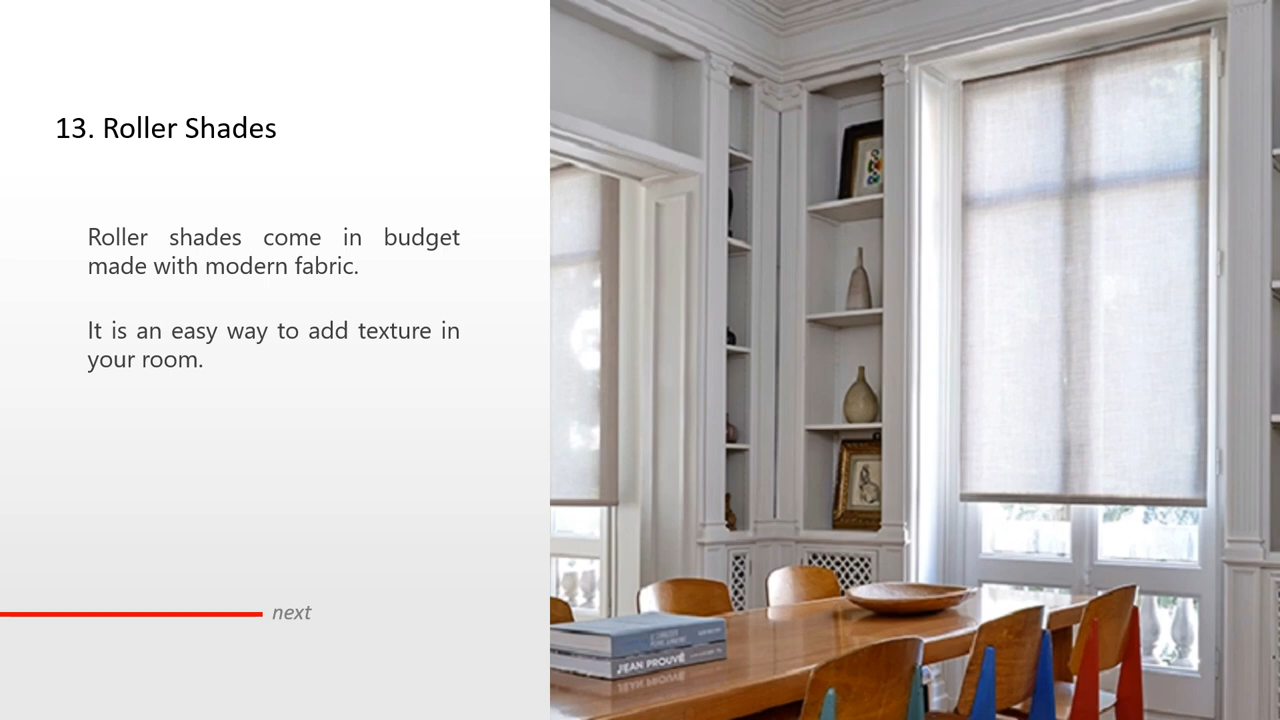 13. Roller Shades
Roller shades come in budget
made with modern fabric.
It is an easy way to add texture in
your room.
next
JEAN PROUVÉ